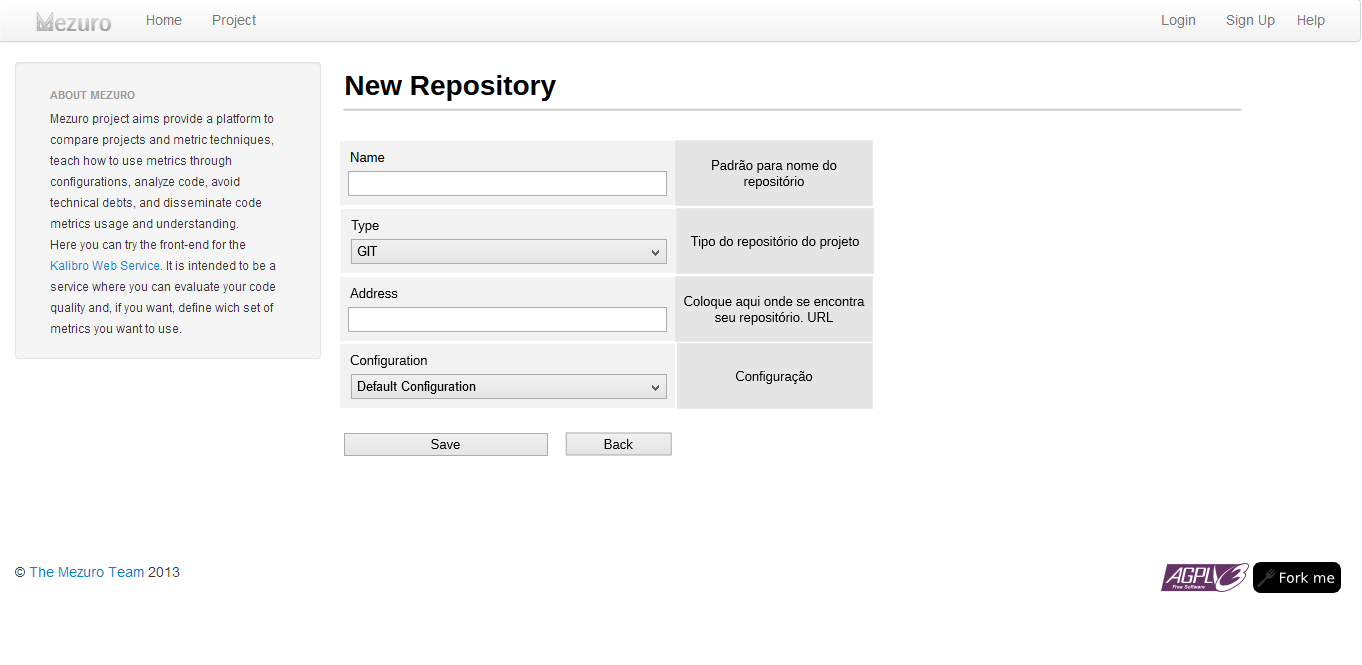 Mezuro Home Project Login Sign Up Help
ABOUT MEZURO
Mezuro project aims provide a platform to
compare projects and metric techniques,
teach how to use metrics through
configurations, analyze code, avoid
technical debts, and disseminate code
metrics usage and understanding.
Here you can try the front-end for the
Kalibro Web Service. It is intended to be a
service where you can evaluate your code
quality and, if you want, define wich set of
metrics you want to use.
New Repository
Name
Padrão para nome do
repositório
Type
GIT
Tipo do repositório do projeto
Address
Coloque aqui onde se encontra
seu repositório. URL
Configuration
Default Configuration
Configuração
Save Back
© The Mezuro Team 2013
AGPLV3
Free Software
Fork me